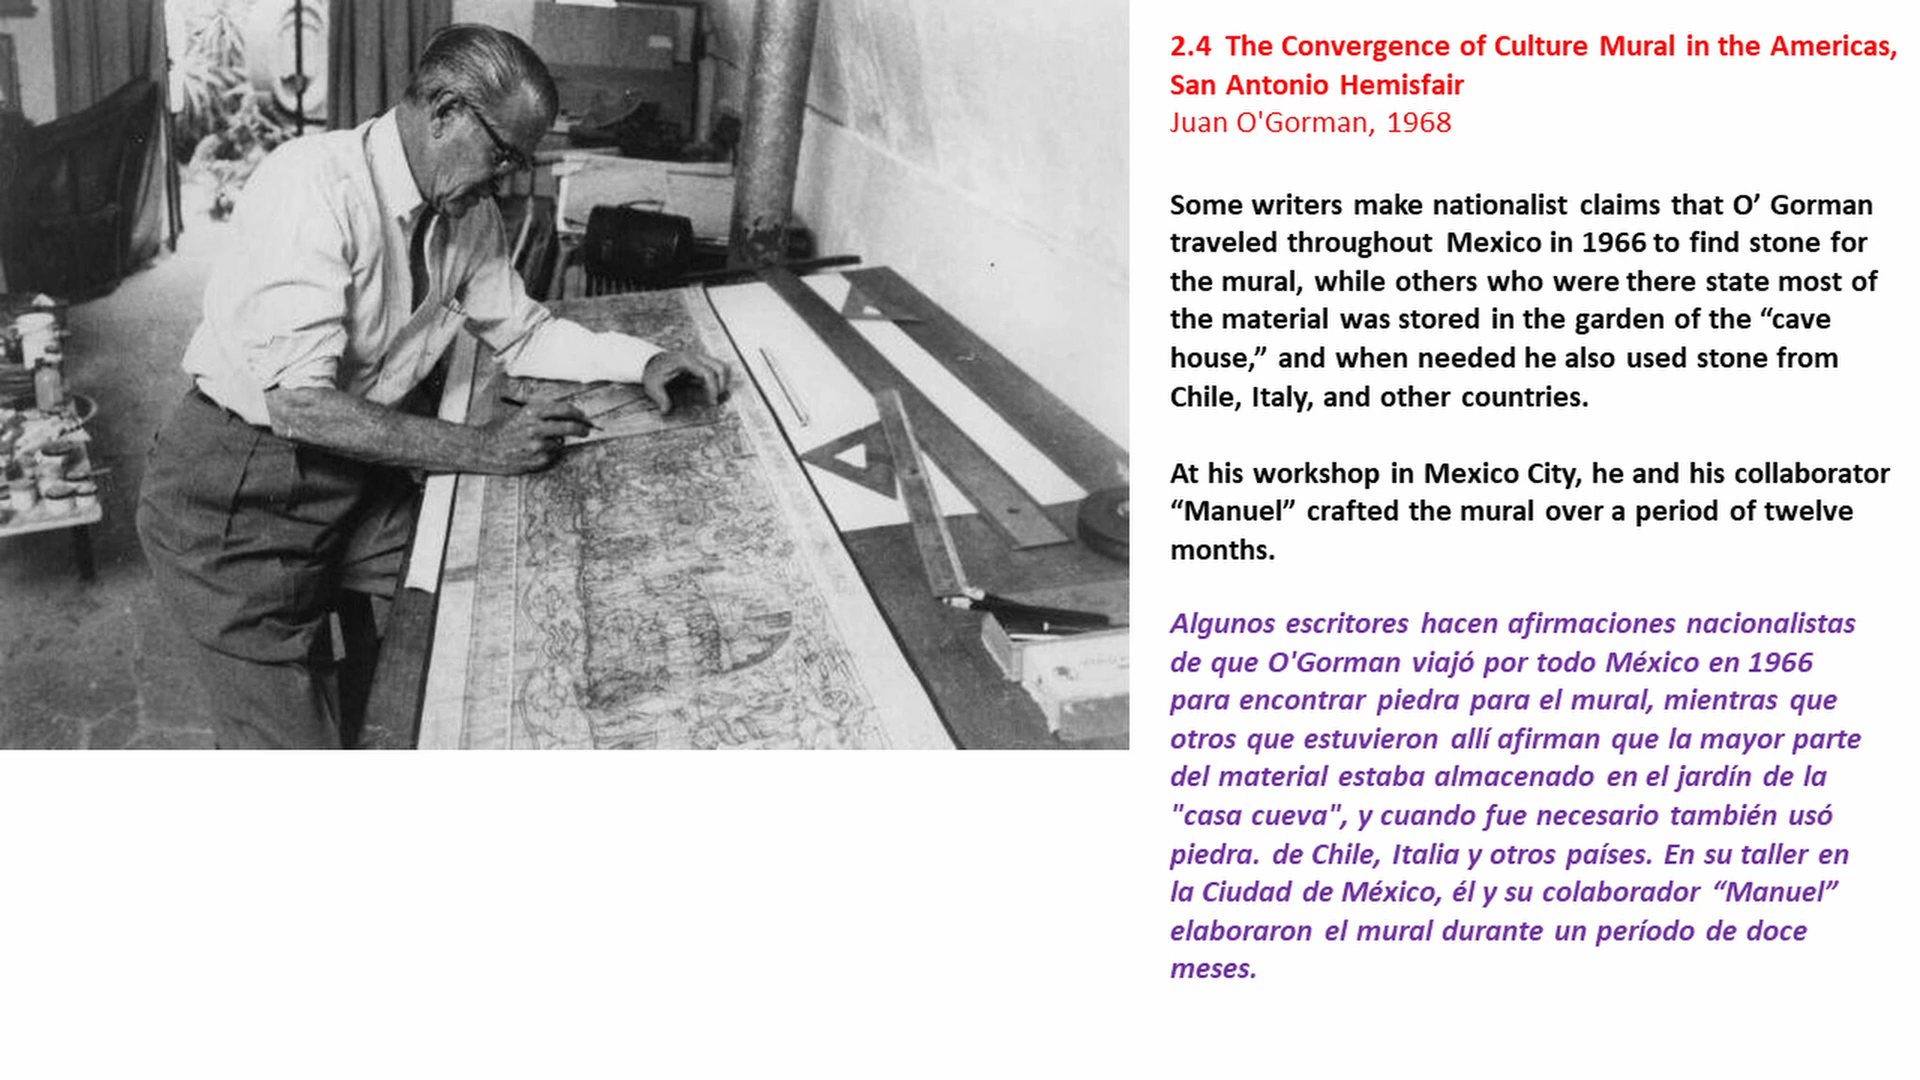 2.4 The Convergence of Culture Mural in the Americas,
San Antonio Hemisfair
Juan O'Gorman, 1968
Some writers make nationalist claims that O’ Gorman
traveled throughout Mexico in 1966 to find stone for
the mural, while others who were there state most of
the material was stored in the garden of the “cave
house,” and when needed he also used stone from
Chile, Italy, and other countries.
At his workshop in Mexico City, he and his collaborator
“Manuel” crafted the mural over a period of twelve
months.
Algunos escritores hacen afirmaciones nacionalistas
de que O'Gorman viajó por todo México en 1966
para encontrar piedra para el mural, mientras que
otros que estuvieron allí afirman que la mayor parte
del material estaba almacenado en el jardín de la
"casa cueva", y cuando fue necesario también usó
piedra. de Chile, Italia y otros países. En su taller en
la Ciudad de México, él y su colaborador “Manuel”
elaboraron el mural durante un período de doce
meses.